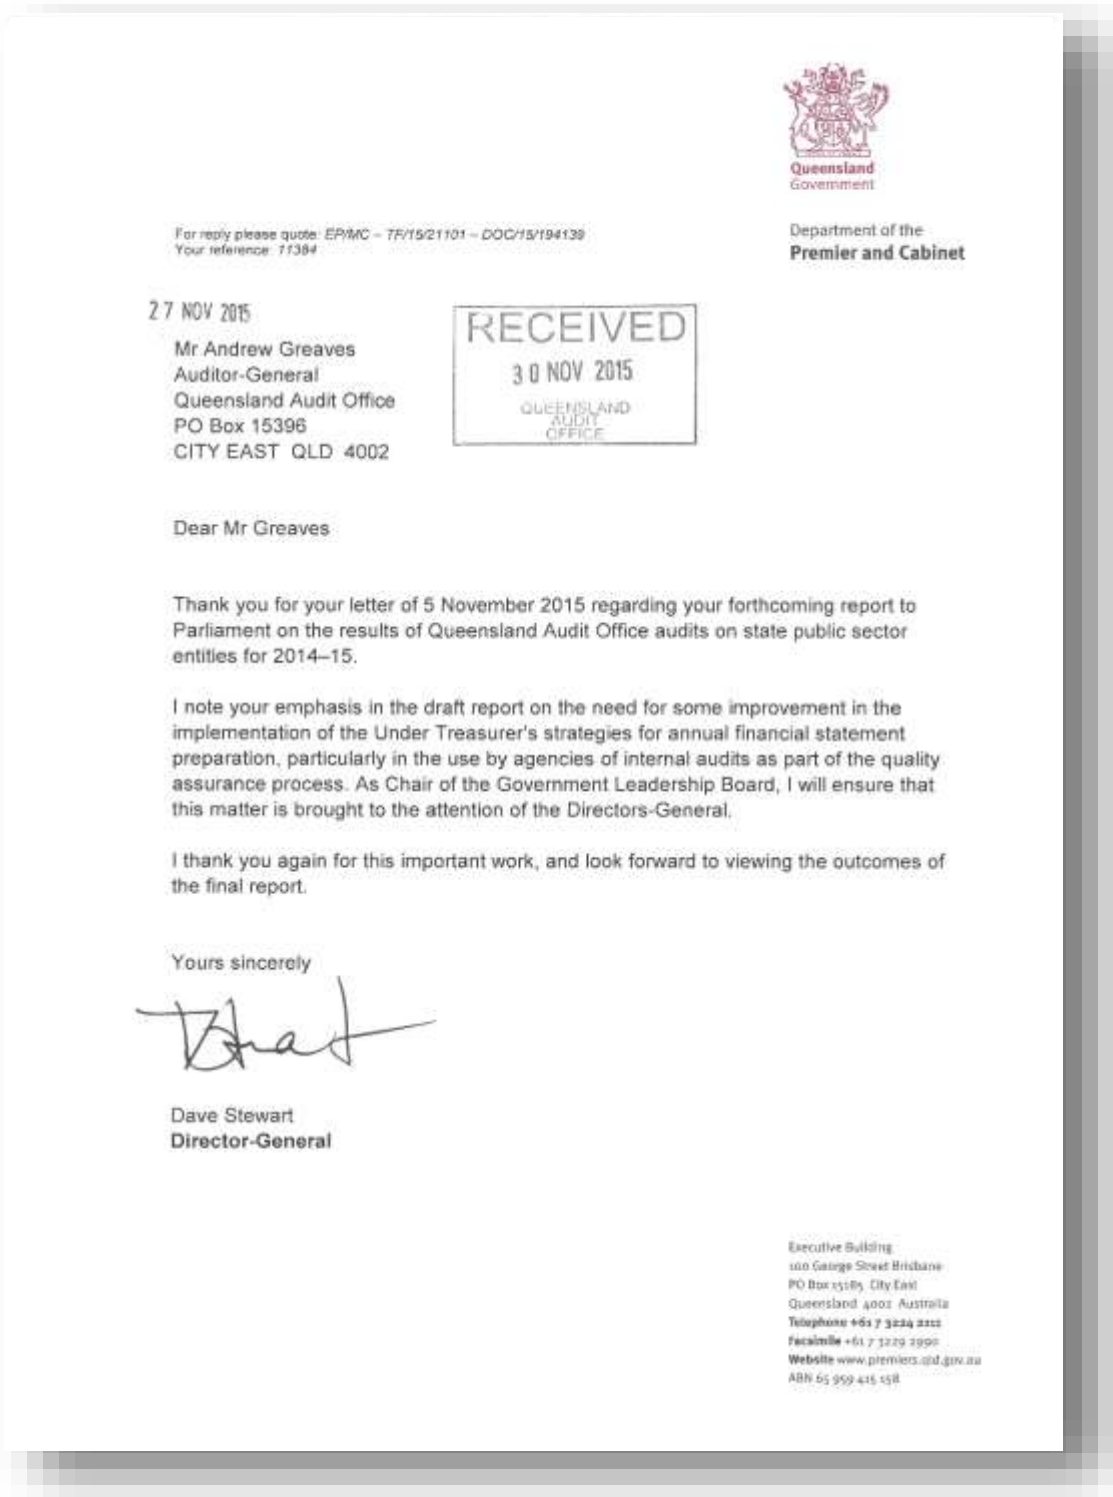 Queensland
Government
For reply please quote: EP/MC – TF/15/21101 – DOC/15/194139
Your reference: 11384
Department of the
Premier and Cabinet
27 NOV 2015
Mr Andrew Greaves
Auditor-General
Queensland Audit Office
PO Box 15396
CITY EAST QLD 4002
RECEIVED
30 NOV 2015
QUEENSLAND
AUDIT
OFFICE
Dear Mr Greaves
Thank you for your letter of 5 November 2015 regarding your forthcoming report to
Parliament on the results of Queensland Audit Office audits on state public sector
entities for 2014–15.
I note your emphasis in the draft report on the need for some improvement in the
implementation of the Under Treasurer's strategies for annual financial statement
preparation, particularly in the use by agencies of internal audits as part of the quality
assurance process. As Chair of the Government Leadership Board, I will ensure that
this matter is brought to the attention of the Directors-General.
I thank you again for this important work, and look forward to viewing the outcomes of
the final report.
Yours sincerely
Dave Stewart
Director-General
Executive Building
100 George Street Brisbane
PO Box 15185 City East
Queensland 4002 Australia
Telephone +61 7 3224 2111
Facsimile +61 7 3229 2990
Website www.premiers.qld.gov.au
ABN 65 959 415 158